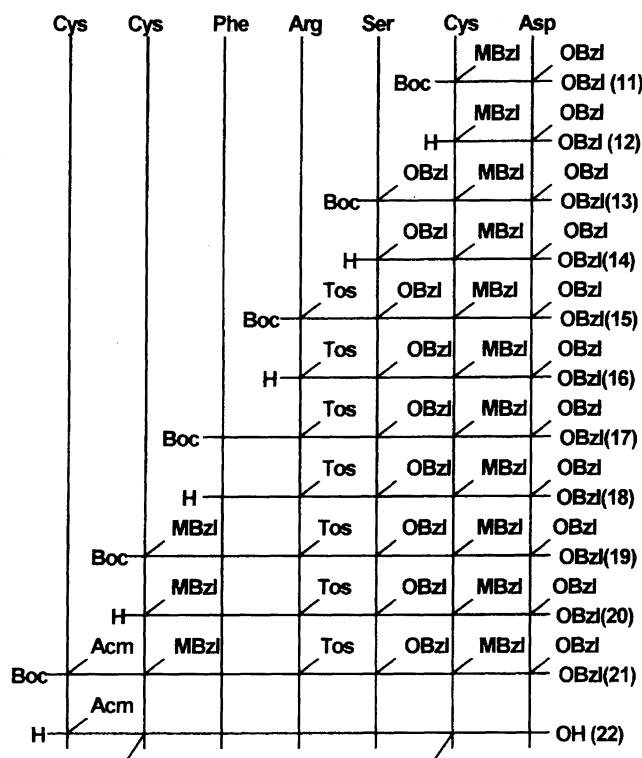 Cys Cys Phe Arg Ser Cys Asp
MBzl OBzl
Boc OBzl (11)
MBzl OBzl
H OBzl (12)
OBzl MBzl OBzl
Boc OBzl(13)
OBzl MBzl OBzl
H OBzl(14)
Tos OBzl MBzl OBzl
Boc OBzl(15)
Tos OBzl MBzl OBzl
H OBzl(16)
Tos OBzl MBzl OBzl
Boc OBzl(17)
Tos OBzl MBzl OBzl
H OBzl(18)
MBzl Tos OBzl MBzl OBzl
Boc OBzl(19)
MBzl Tos OBzl MBzl OBzl
H OBzl(20)
Acm MBzl Tos OBzl MBzl OBzl
Boc OBzl(21)
Acm
H OH (22)